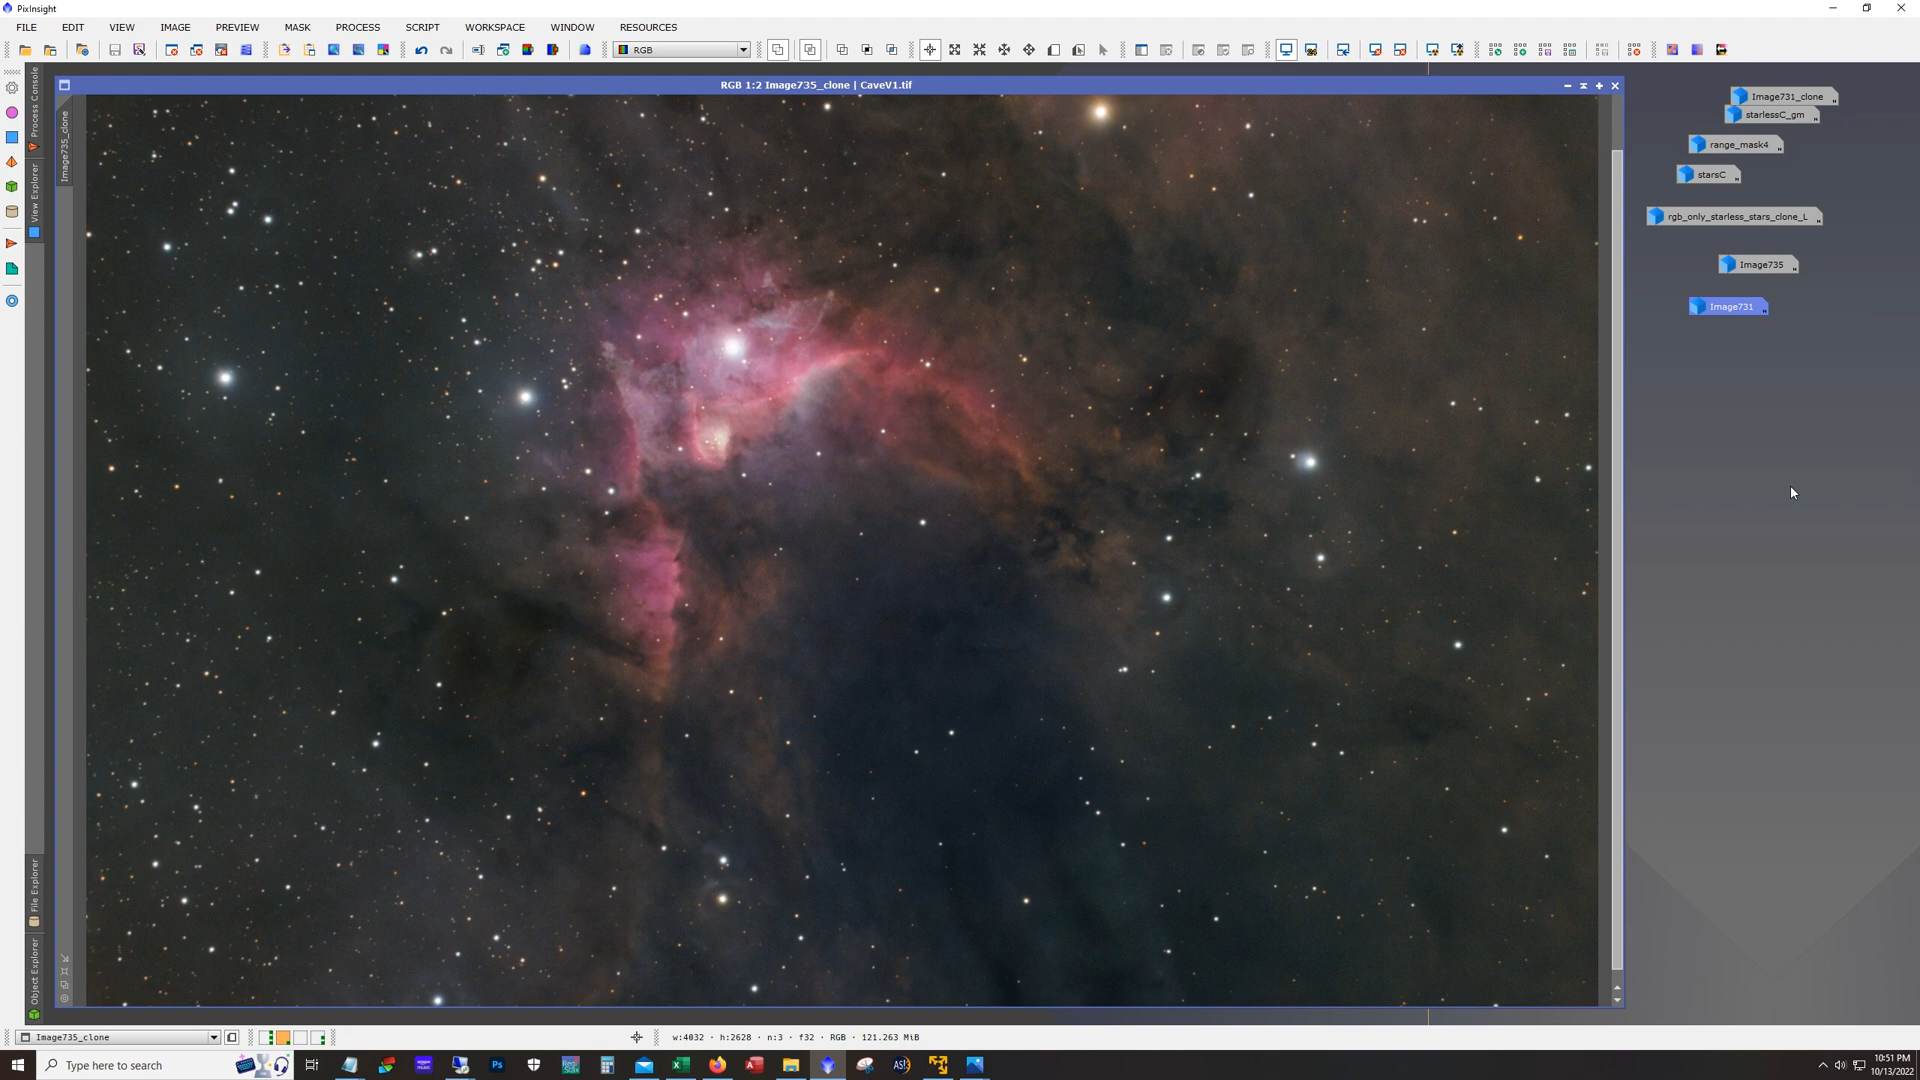 PixInsight
FILE EDIT VIEW IMAGE PREVIEW MASK PROCESS SCRIPT WORKSPACE WINDOW RESOURCES
RGB
RGB 1:2 Image735_clone | CaveV1.tif
Process Console
View Explorer
File Explorer
Object Explorer
Image735_clone
Image731_clone
starlessC_gm
range_mask4
starsC
rgb_only_starless_stars_clone_L
Image735
Image731
Image735_clone
w:4032 · h:2628 · n:3 · f32 · RGB · 121.263 MiB
Type here to search
10:51 PM
10/13/2022